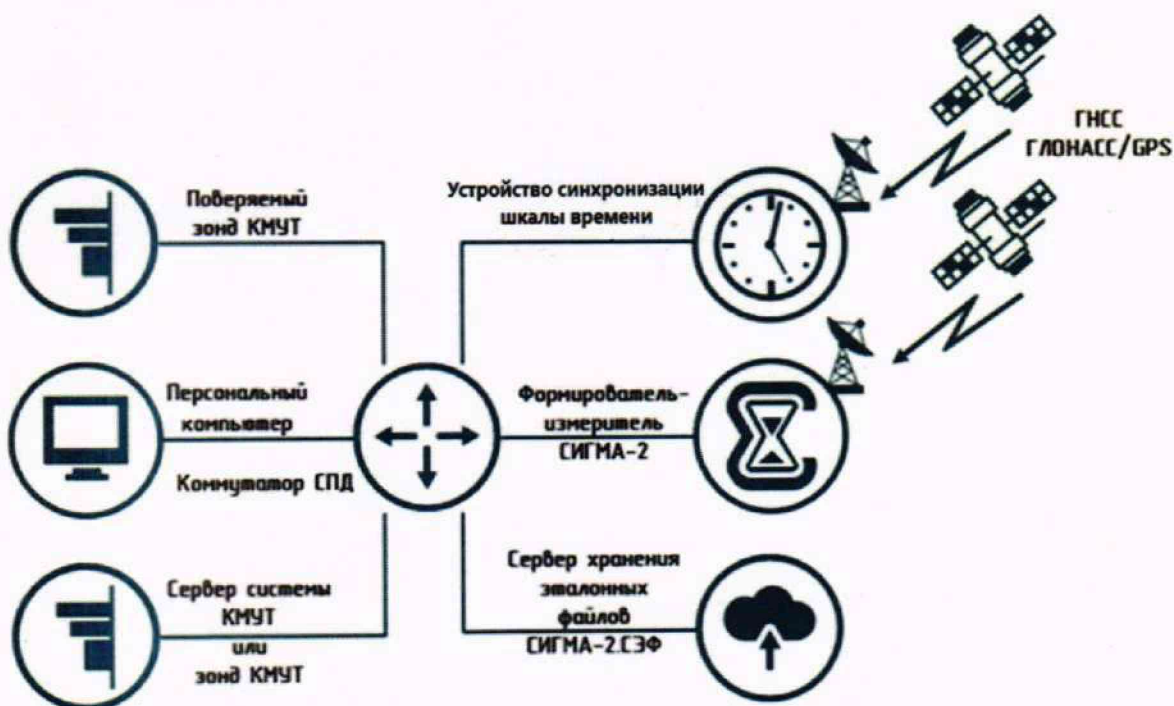 ГНСС
ГЛОНАСС/GPS
Поверяемый
зонд КМУТ
Устройство синхронизации
шкалы времени
Персональный
компьютер
Формирователь-
измеритель
СИГМА-2
Коммутатор СПД
Сервер системы
КМУТ
или
зонд КМУТ
Сервер хранения
эталонных
файлов
СИГМА-2.СЭФ